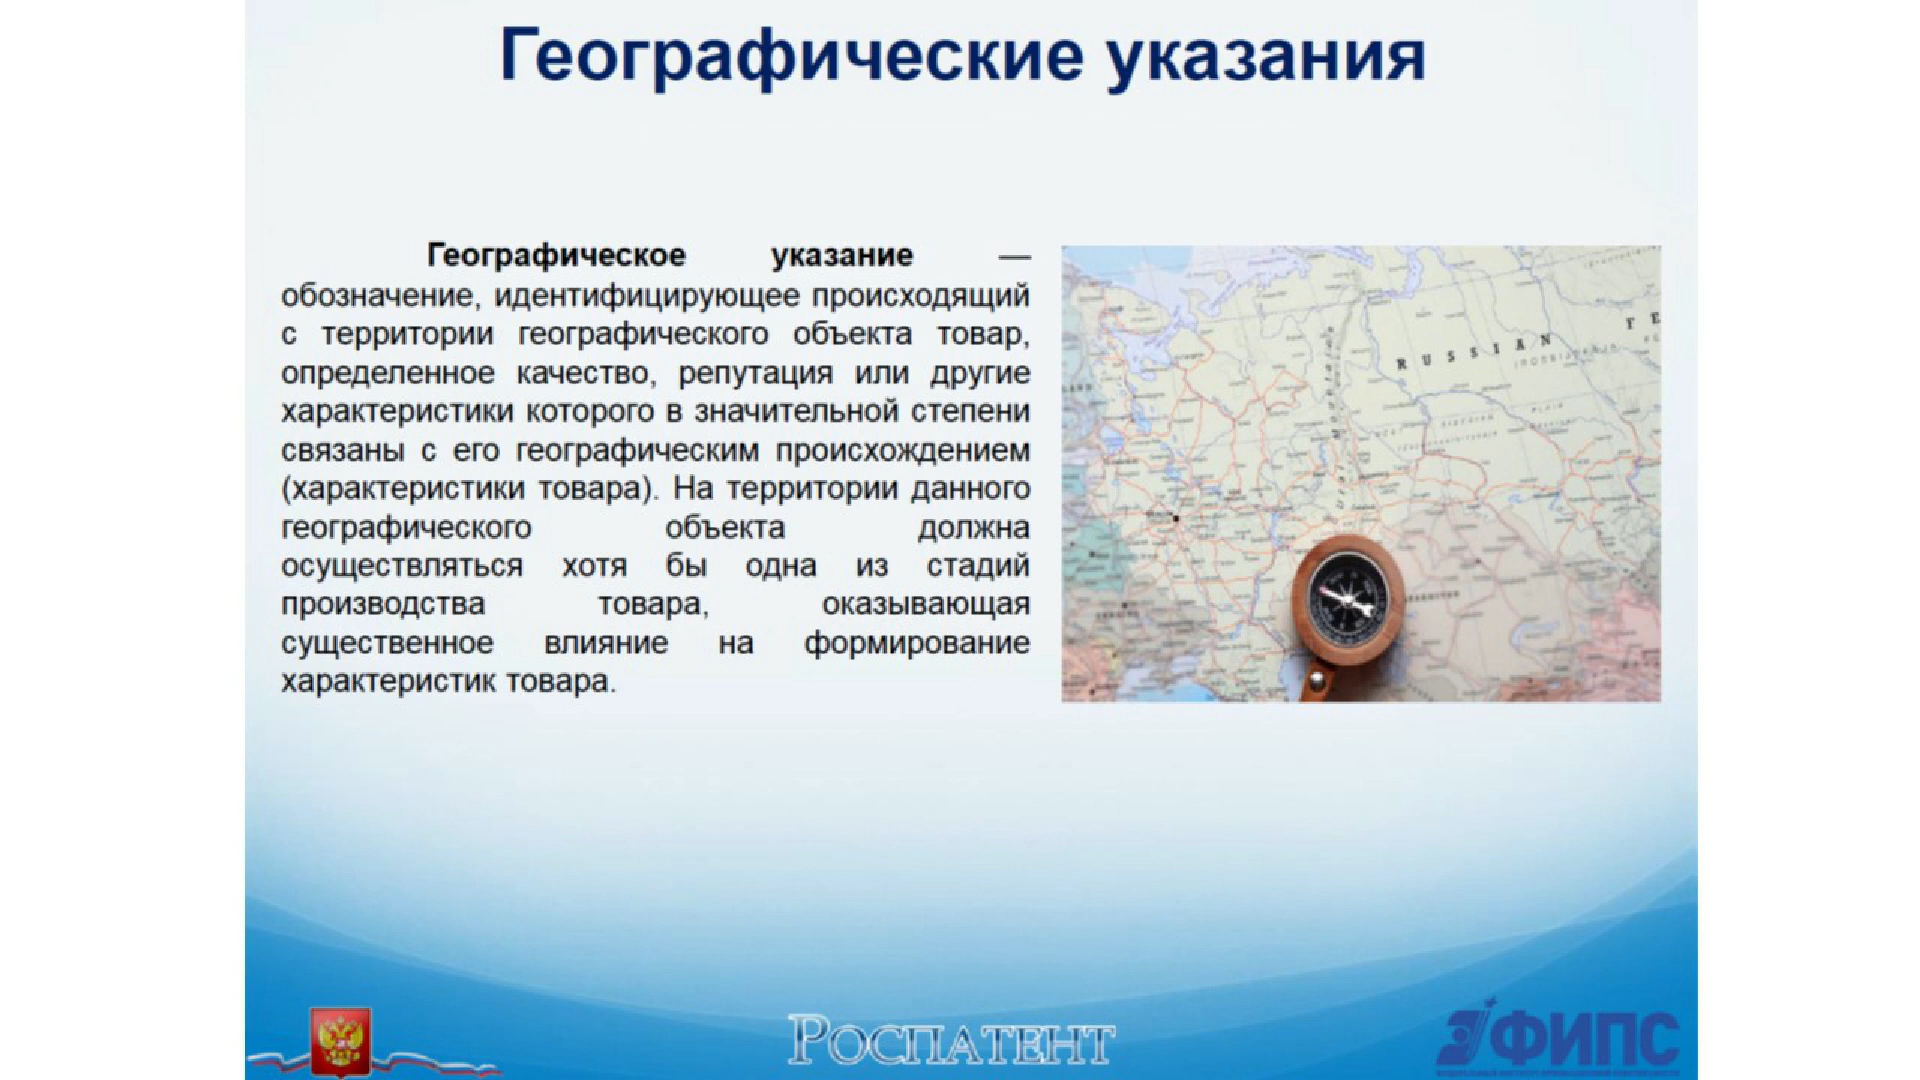 Географические указания
Географическое указание —
обозначение, идентифицирующее происходящий
с территории географического объекта товар,
определенное качество, репутация или другие
характеристики которого в значительной степени
связаны с его географическим происхождением
(характеристики товара). На территории данного
географического объекта должна
осуществляться хотя бы одна из стадий
производства товара, оказывающая
существенное влияние на формирование
характеристик товара.
RUSSIAN
РОСПАТЕНТ
ФИПС